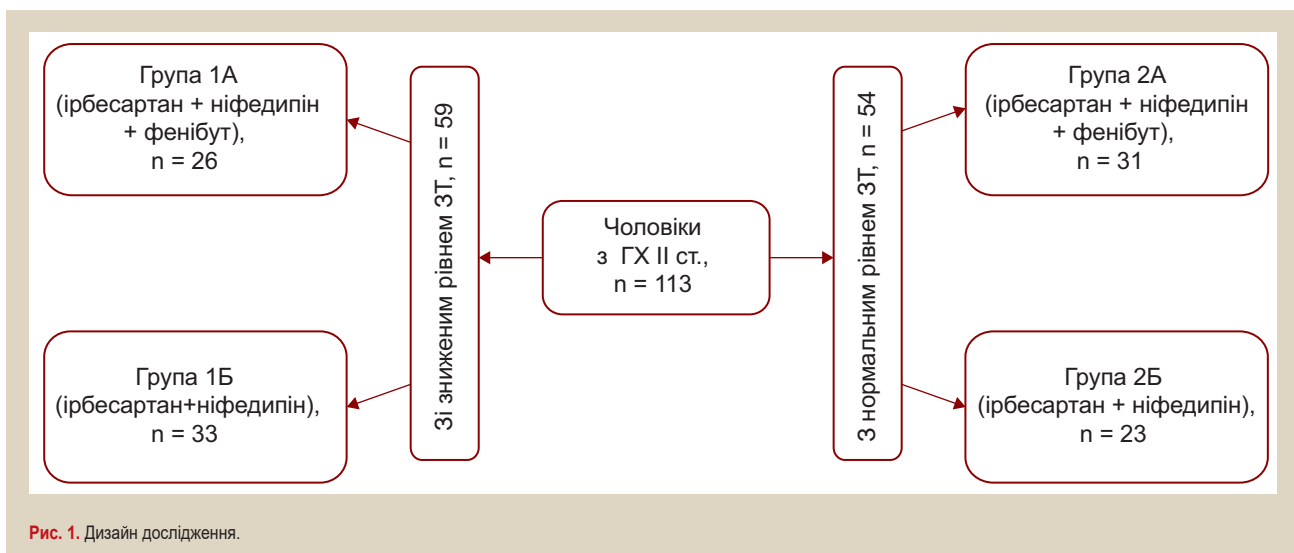 Група 1А
(ірбесартан + ніфедипін
+ фенібут),
n = 26
Група 1Б
(ірбесартан+ніфедипін),
n = 33
Зі зниженим рівнем ЗТ, n = 59
Чоловіки
з ГХ ІІ ст.,
n = 113
З нормальним рівнем ЗТ, n = 54
Група 2А
(ірбесартан + ніфедипін
+ фенібут),
n = 31
Група 2Б
(ірбесартан + ніфедипін),
n = 23
Рис. 1. Дизайн дослідження.